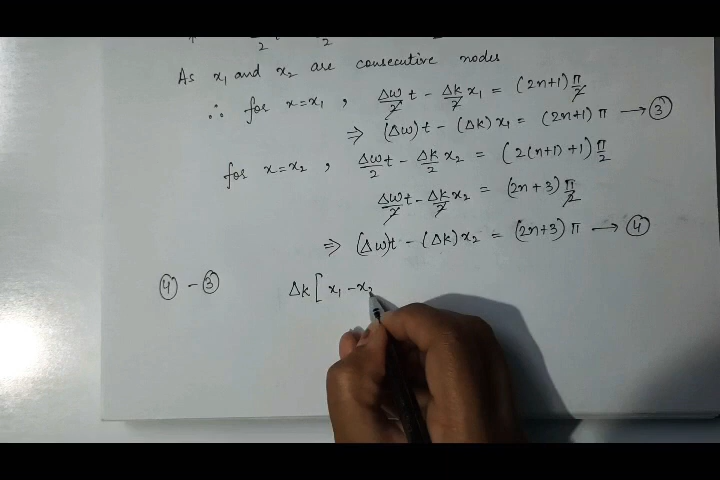 As x₁ and x₂ are consecutive nodes
∴ for x=x₁ , Δω/2 t − Δk/2 x₁ = (2n+1) π/2
⇒ (Δω)t − (Δk) x₁ = (2n+1) π → ③
for x=x₂ , Δω/2 t − Δk/2 x₂ = (2(n+1)+1) π/2
Δω/2 t − Δk/2 x₂ = (2n+3) π/2
⇒ (Δω)t − (Δk) x₂ = (2n+3) π → ④
④ − ③ Δk [ x₁ − x₂